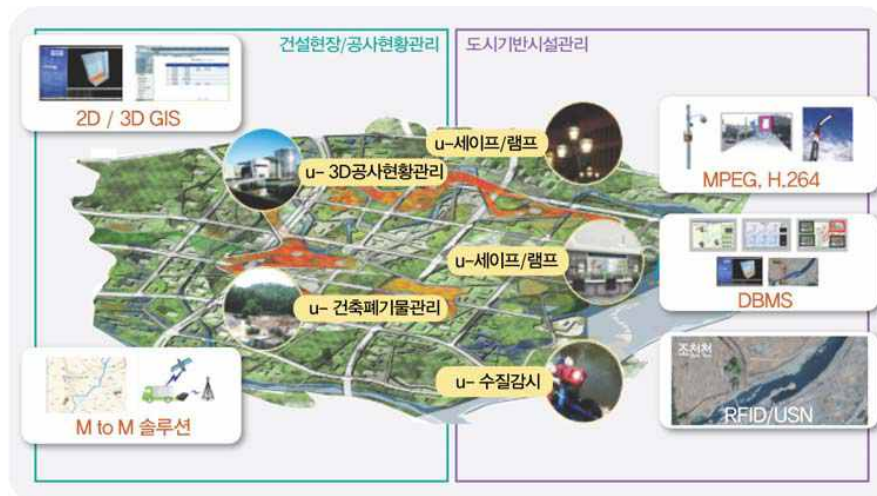 건설현장/공사현황관리
도시기반시설관리
2D / 3D GIS
u- 3D공사현황관리
u- 건축폐기물관리
M to M 솔루션
u-세이프/램프
u-세이프/램프
u- 수질감시
MPEG, H.264
DBMS
조천천
RFID/USN